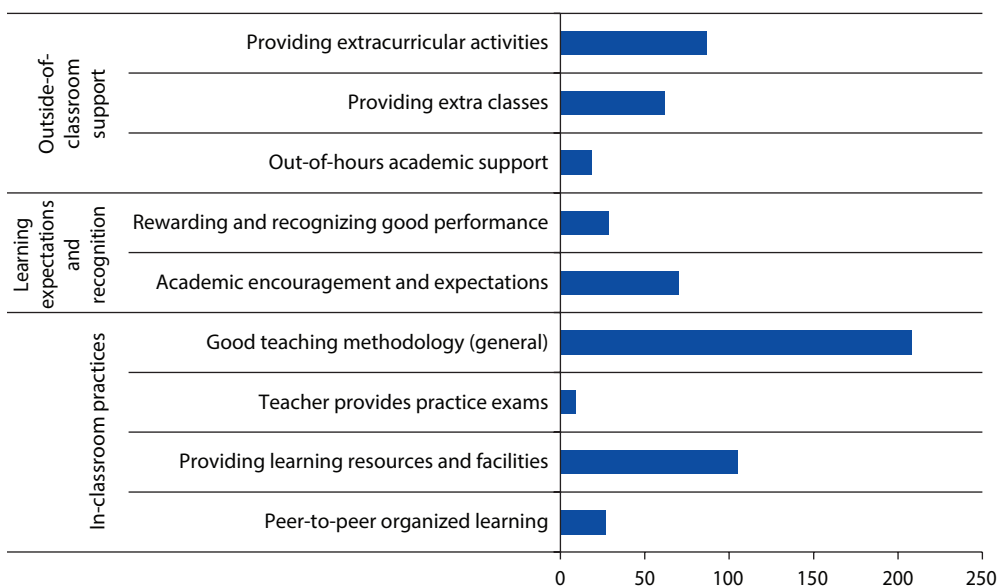 Outside-of-
classroom
support
Providing extracurricular activities
Providing extra classes
Out-of-hours academic support
Learning
expectations
and
recognition
Rewarding and recognizing good performance
Academic encouragement and expectations
In-classroom practices
Good teaching methodology (general)
Teacher provides practice exams
Providing learning resources and facilities
Peer-to-peer organized learning
0 50 100 150 200 250